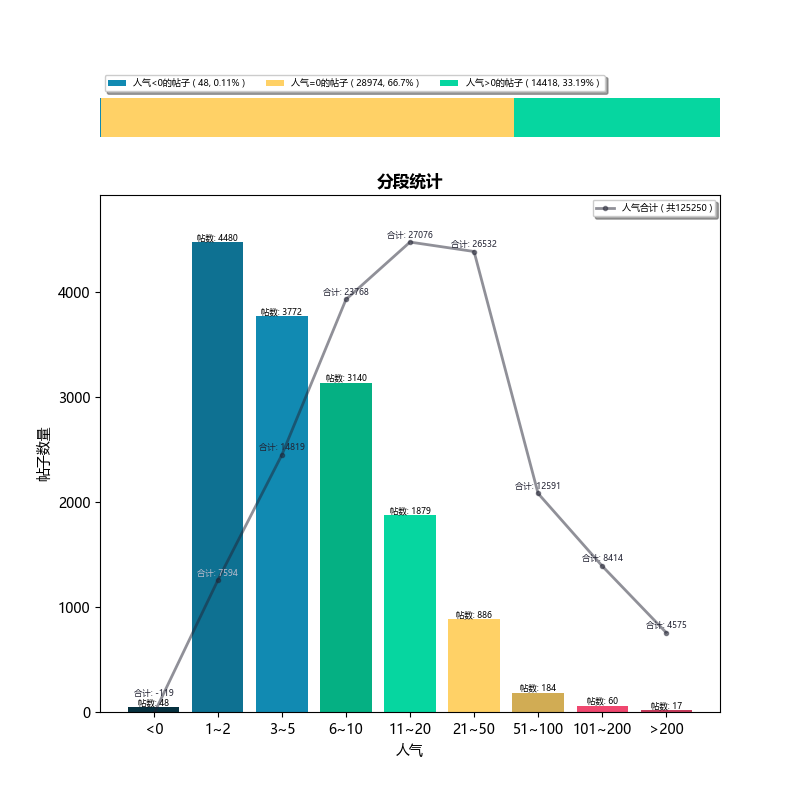 人气<0的帖子 ( 48, 0.11% ) 人气=0的帖子 ( 28974, 66.7% ) 人气>0的帖子 ( 14418, 33.19% )
分段统计
人气合计 ( 共125250 )
合计: 27076
合计: 26532
帖数: 4480
4000
合计: 23768
帖数: 3772
帖数: 3140
3000
合计: 14819
帖子数量
合计: 12591
2000
帖数: 1879
合计: 8414
合计: 7594
1000
帖数: 886
合计: 4575
合计: -119
帖数: 184
帖数: 48
帖数: 60
帖数: 17
0
<0 1~2 3~5 6~10 11~20 21~50 51~100 101~200 >200
人气